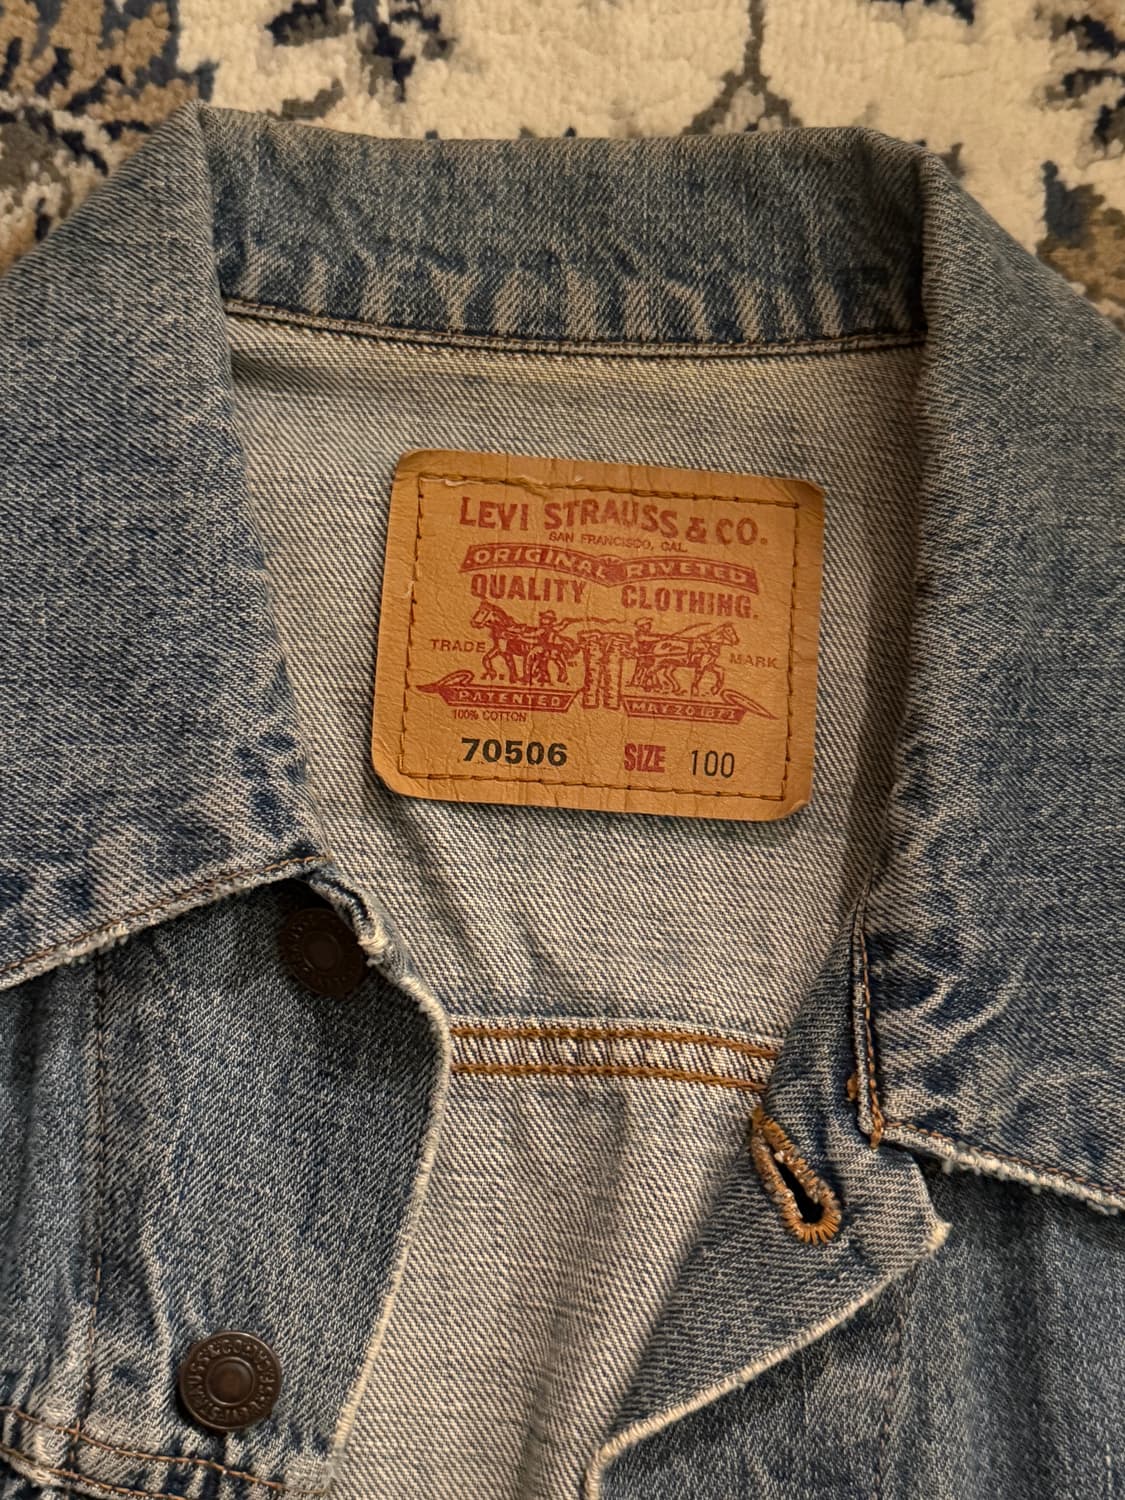 LEVI STRAUSS & CO.
SAN FRANCISCO, CAL.
ORIGINAL RIVETED
QUALITY CLOTHING.
TRADE MARK
PATENTED MAY 20 1873
100% COTTON
70506 SIZE 100